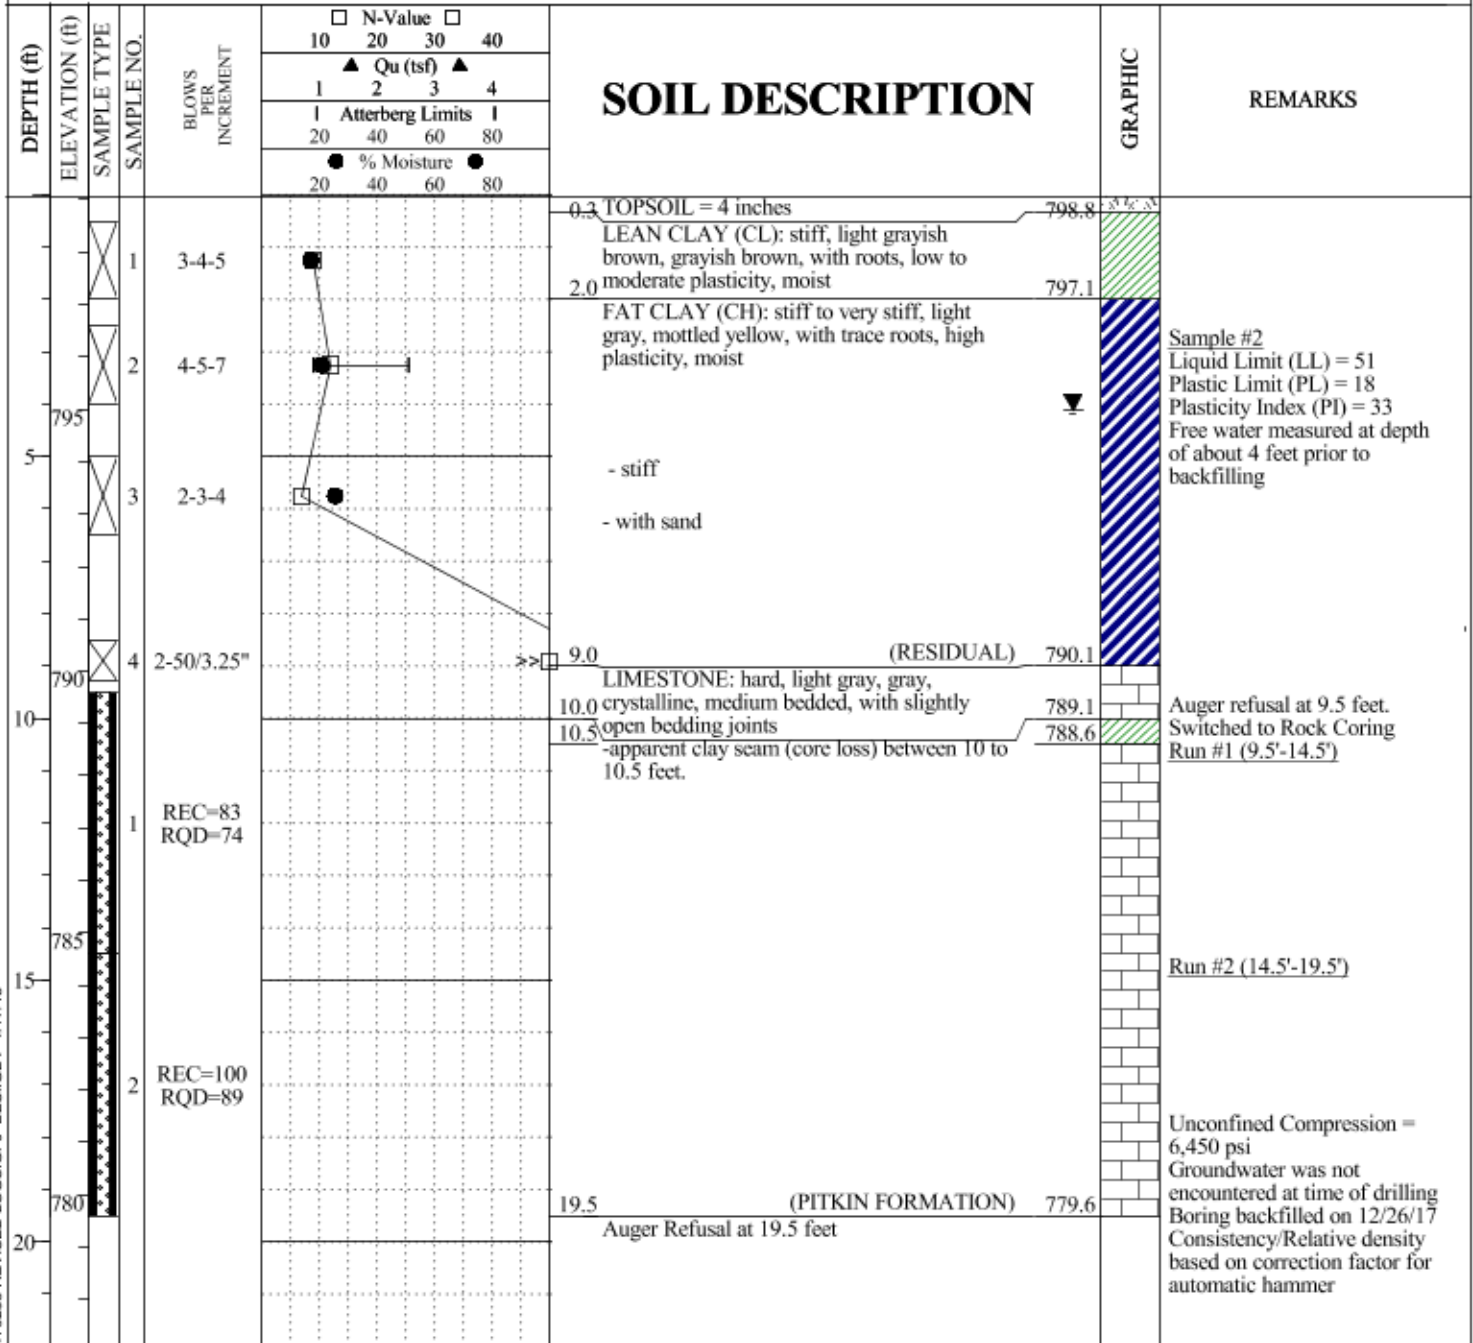 DEPTH (ft)
ELEVATION (ft)
SAMPLE TYPE
SAMPLE NO.
BLOWS
PER
INCREMENT
N-Value
10 20 30 40
Qu (tsf)
1 2 3 4
Atterberg Limits
20 40 60 80
% Moisture
20 40 60 80
SOIL DESCRIPTION
GRAPHIC
REMARKS
0.3 TOPSOIL = 4 inches 798.8
LEAN CLAY (CL): stiff, light grayish
brown, grayish brown, with roots, low to
moderate plasticity, moist
1 3-4-5
2.0 797.1
FAT CLAY (CH): stiff to very stiff, light
gray, mottled yellow, with trace roots, high
plasticity, moist
2 4-5-7
Sample #2
Liquid Limit (LL) = 51
Plastic Limit (PL) = 18
Plasticity Index (PI) = 33
Free water measured at depth
of about 4 feet prior to
backfilling
795
5
- stiff
3 2-3-4
- with sand
4 2-50/3.25"
>>
9.0 (RESIDUAL) 790.1
790
LIMESTONE: hard, light gray, gray,
crystalline, medium bedded, with slightly
open bedding joints
10.0 789.1
10
10.5 788.6
-apparent clay seam (core loss) between 10 to
10.5 feet.
Auger refusal at 9.5 feet.
Switched to Rock Coring
Run #1 (9.5'-14.5')
1
REC=83
RQD=74
785
15
Run #2 (14.5'-19.5')
2
REC=100
RQD=89
Unconfined Compression =
6,450 psi
Groundwater was not
encountered at time of drilling
Boring backfilled on 12/26/17
Consistency/Relative density
based on correction factor for
automatic hammer
780
19.5 (PITKIN FORMATION) 779.6
Auger Refusal at 19.5 feet
20